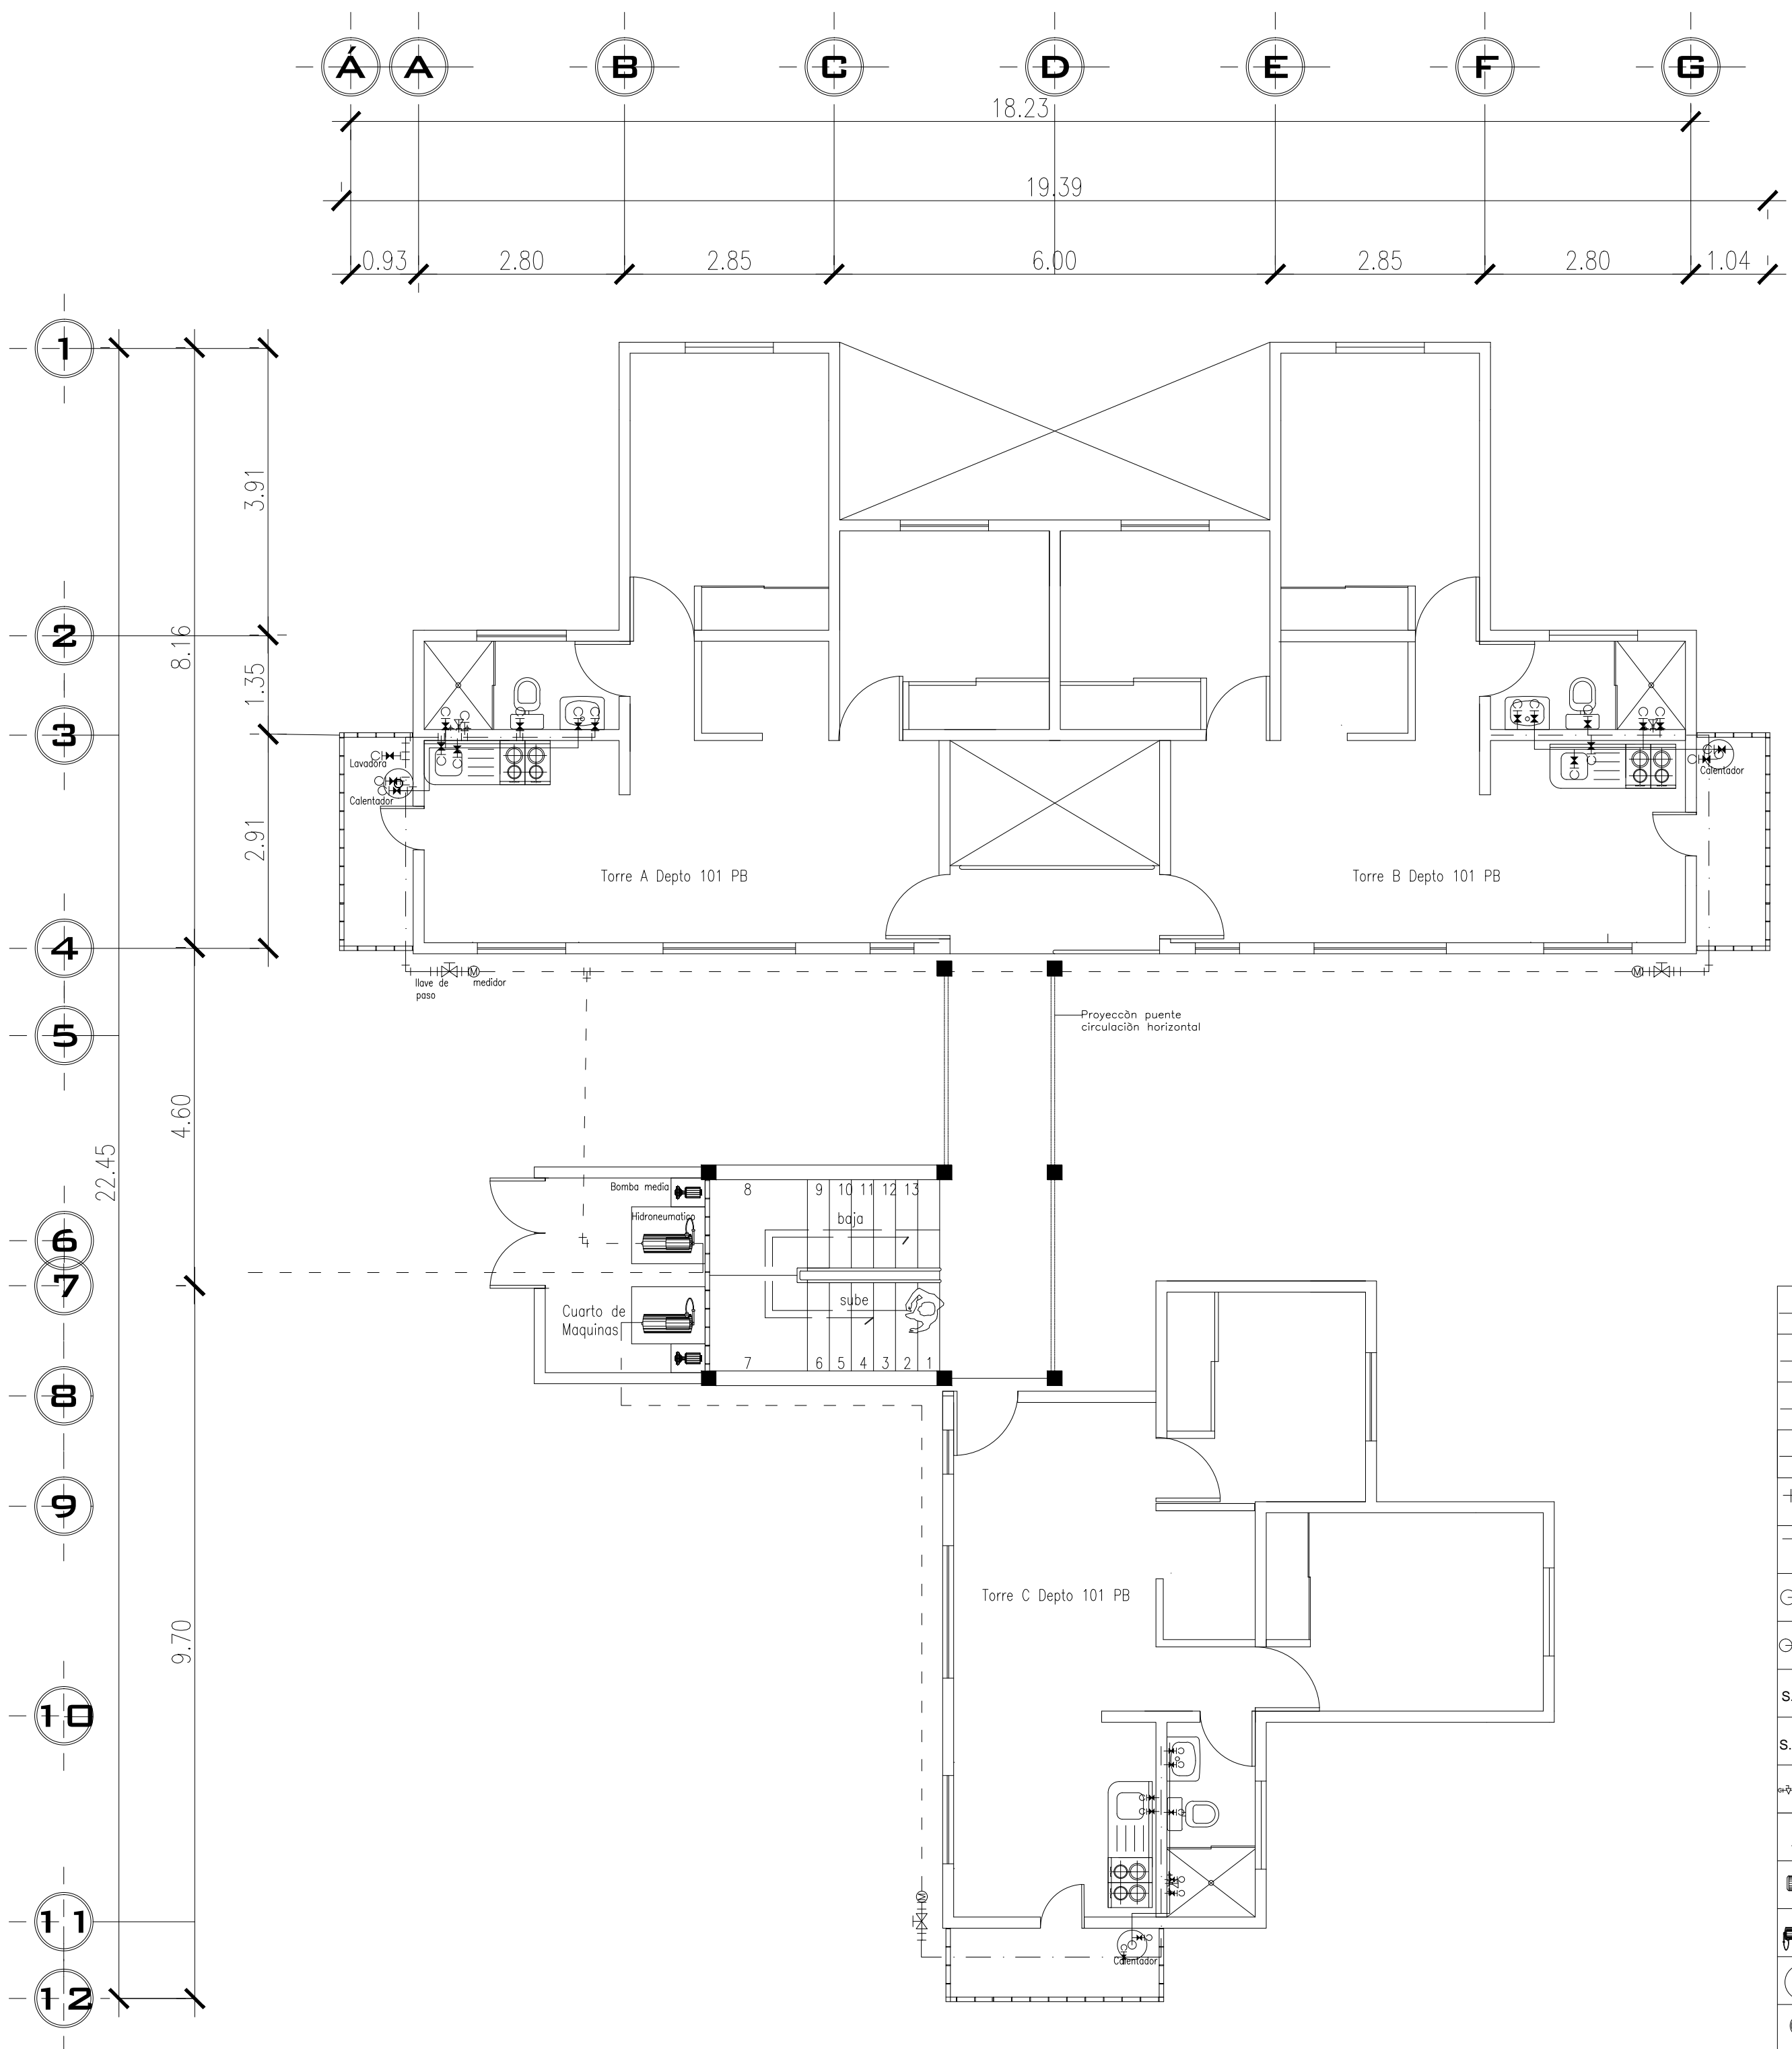 Á A B C D E F G
18.23
19.39
0.93 2.80 2.85 6.00 2.85 2.80 1.04
1
3.91
2
8.16
1.35
3
Lavadora
Calentador
Calentador
2.91
Torre A Depto 101 PB
Torre B Depto 101 PB
4
M
M
llave de
paso
medidor
Proyecciòn puente
circulaciòn horizontal
5
4.60
22.45
Bomba media
8 9 10 11 12 13
baja
Hidroneumatico
6
7
sube
Cuarto de
Maquinas
7 6 5 4 3 2 1
8
9
Torre C Depto 101 PB
9.70
10
S.
S.
M
11
Calentador
12